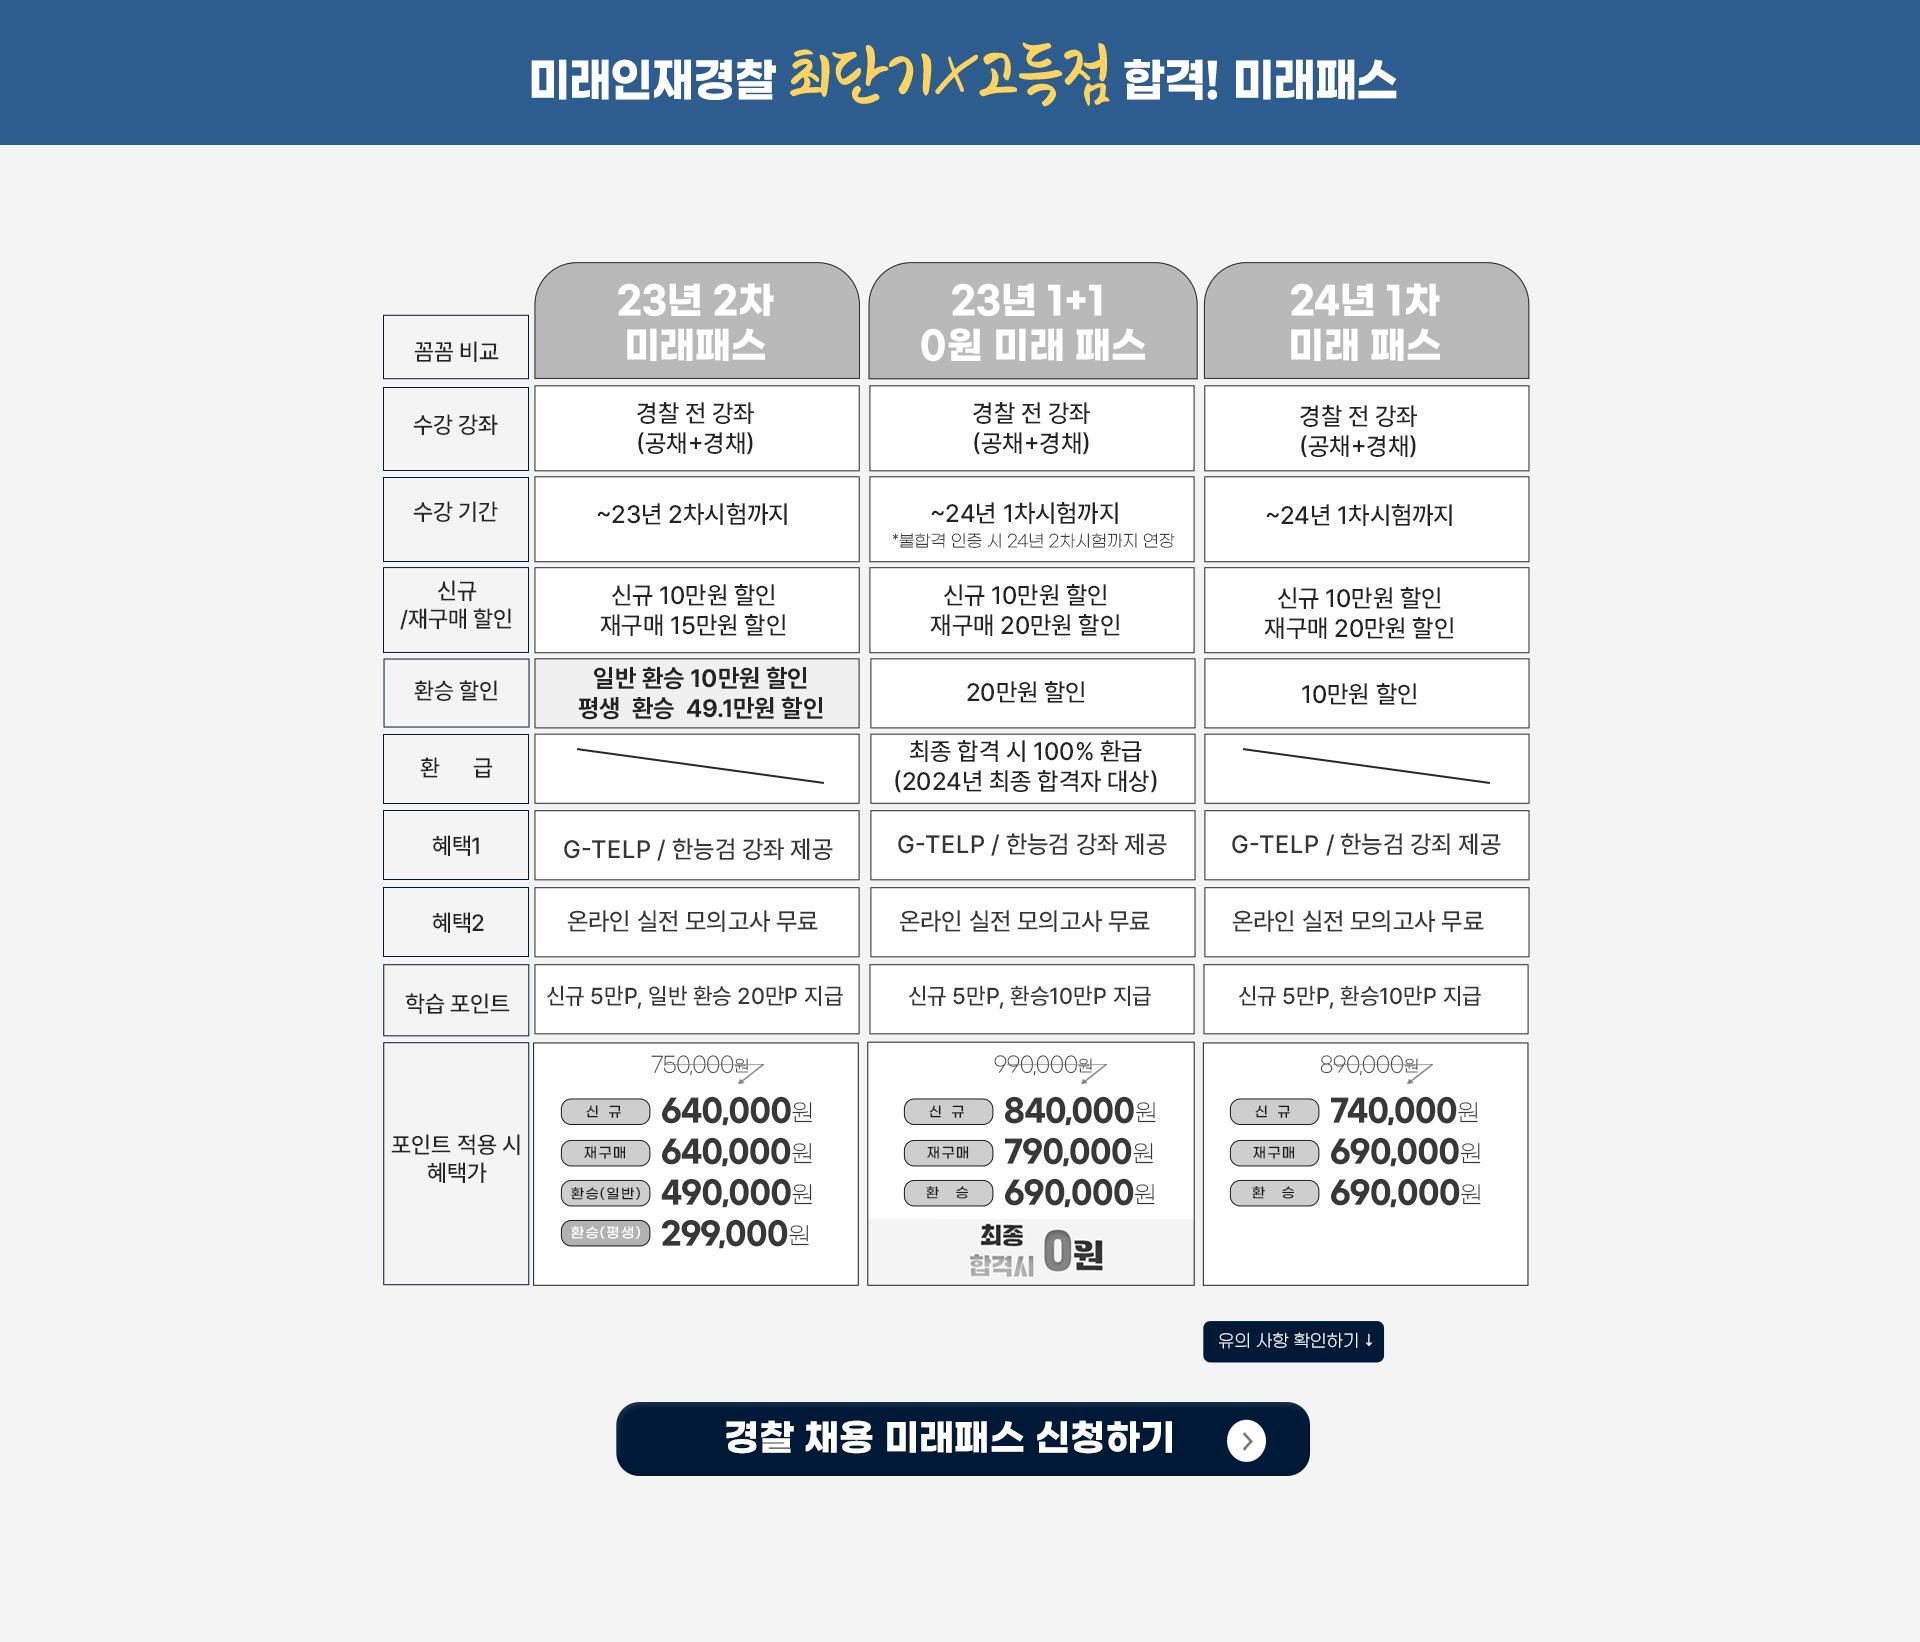 미래인재경찰 최단기X고득점 합격! 미래패스
꼼꼼 비교
23년 2차
미래패스
23년 1+1
0원 미래 패스
24년 1차
미래 패스
수강 강좌
경찰 전 강좌
(공채+경채)
경찰 전 강좌
(공채+경채)
경찰 전 강좌
(공채+경채)
수강 기간
~23년 2차시험까지
~24년 1차시험까지
*불합격 인증 시 24년 2차시험까지 연장
~24년 1차시험까지
신규
/재구매 할인
신규 10만원 할인
재구매 15만원 할인
신규 10만원 할인
재구매 20만원 할인
신규 10만원 할인
재구매 20만원 할인
환승 할인
일반 환승 10만원 할인
평생 환승 49.1만원 할인
20만원 할인
10만원 할인
환 급
최종 합격 시 100% 환급
(2024년 최종 합격자 대상)
혜택1
G-TELP / 한능검 강좌 제공
G-TELP / 한능검 강좌 제공
G-TELP / 한능검 강죄 제공
혜택2
온라인 실전 모의고사 무료
온라인 실전 모의고사 무료
온라인 실전 모의고사 무료
학습 포인트
신규 5만P, 일반 환승 20만P 지급
신규 5만P, 환승10만P 지급
신규 5만P, 환승10만P 지급
포인트 적용 시
혜택가
750,000원
신 규 640,000원
재구매 640,000원
환승(일반) 490,000원
환승(평생) 299,000원
990,000원
신 규 840,000원
재구매 790,000원
환 승 690,000원
최종
합격시 0원
890,000원
신 규 740,000원
재구매 690,000원
환 승 690,000원
유의 사항 확인하기 ↓
경찰 채용 미래패스 신청하기